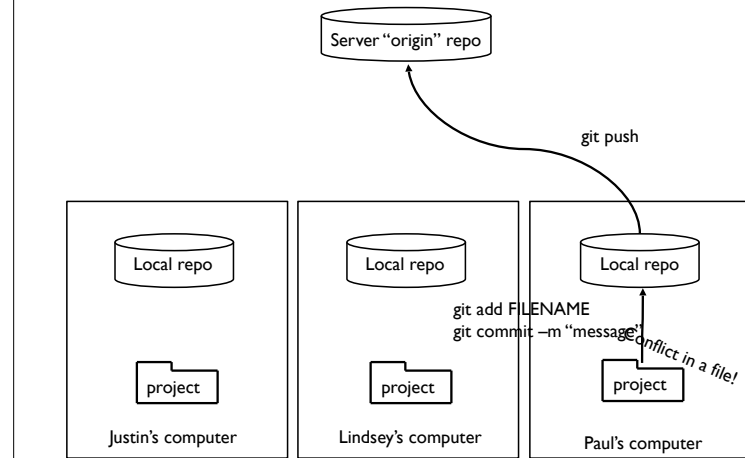 Server “origin” repo
git push
Local repo
Local repo
Local repo
git add FILENAME
git commit –m “message”
Conflict in a file!
project
project
project
Justin’s computer
Lindsey’s computer
Paul’s computer